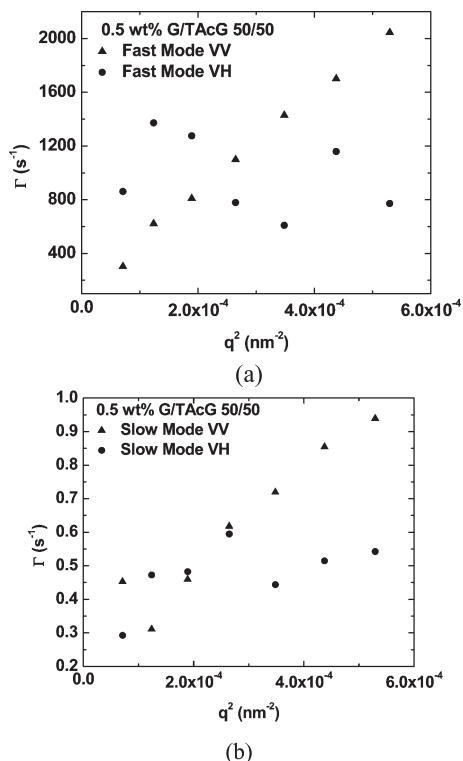 0.5 wt% G/TAcG 50/50
Fast Mode VV
Fast Mode VH
2000
1600
1200
800
400
Γ (s⁻¹)
0.0 2.0x10⁻⁴ 4.0x10⁻⁴ 6.0x10⁻⁴
q² (nm⁻²)
(a)
0.5 wt% G/TAcG 50/50
Slow Mode VV
Slow Mode VH
1.0
0.9
0.8
0.7
0.6
0.5
0.4
0.3
0.2
Γ (s⁻¹)
0.0 2.0x10⁻⁴ 4.0x10⁻⁴ 6.0x10⁻⁴
q² (nm⁻²)
(b)